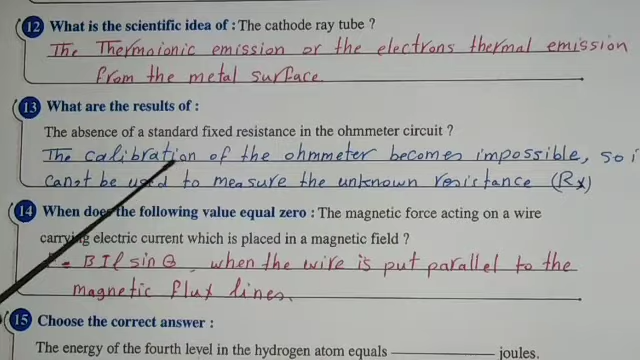 12 What is the scientific idea of : The cathode ray tube ?
The Thermoionic emission or the electrons thermal emission
from the metal surface.
13 What are the results of :
The absence of a standard fixed resistance in the ohmmeter circuit ?
The calibration of the ohmmeter becomes impossible, so i
canot be used to measure the unknown resistance (Rx)
14 When does the following value equal zero : The magnetic force acting on a wire
carrying electric current which is placed in a magnetic field ?
= BIl sin θ, when the wire is put parallel to the
magnetic flux lines.
15 Choose the correct answer :
The energy of the fourth level in the hydrogen atom equals ———— joules.